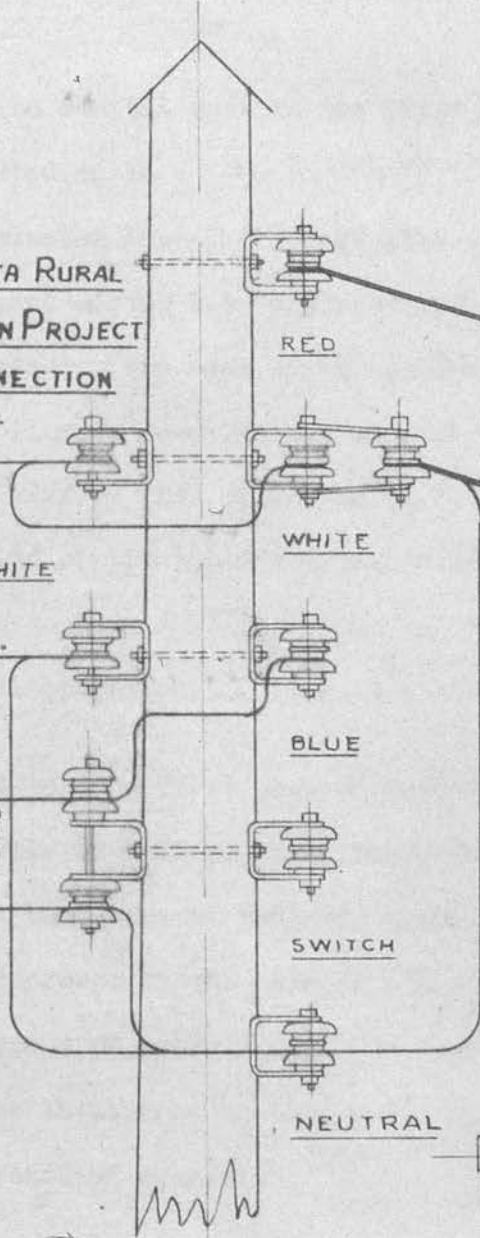 TA RURAL
N PROJECT
NECTION
RED
WHITE
HITE
BLUE
SWITCH
NEUTRAL